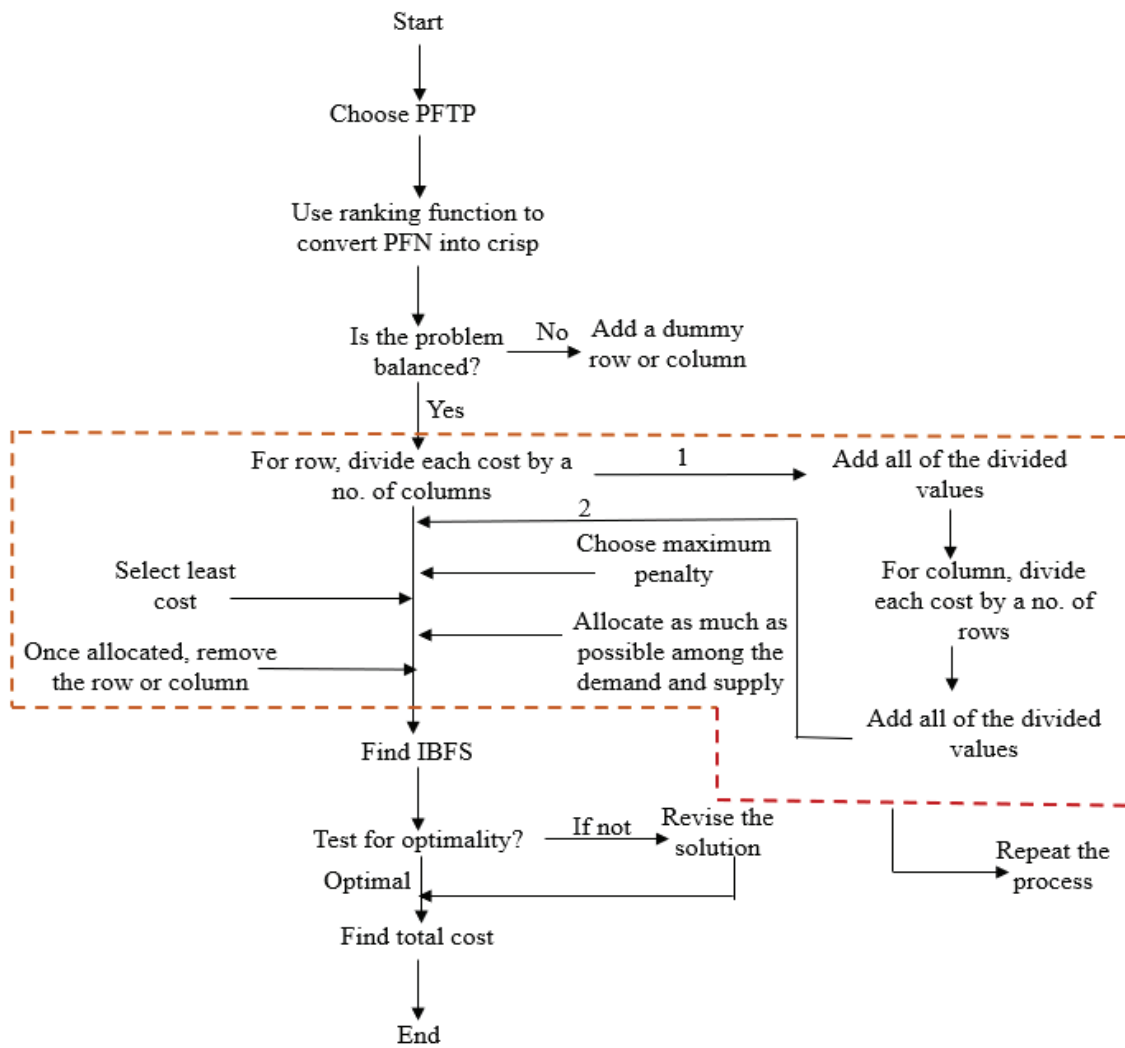 Start
Choose PFTP
Use ranking function to
convert PFN into crisp
Is the problem
balanced?
No
Add a dummy
row or column
Yes
For row, divide each cost by a
no. of columns
1
Add all of the divided
values
2
Choose maximum
penalty
Select least
cost
For column, divide
each cost by a no. of
rows
Allocate as much as
possible among the
demand and supply
Once allocated, remove
the row or column
Add all of the divided
values
Find IBFS
Test for optimality?
If not
Revise the
solution
Optimal
Repeat the
process
Find total cost
End